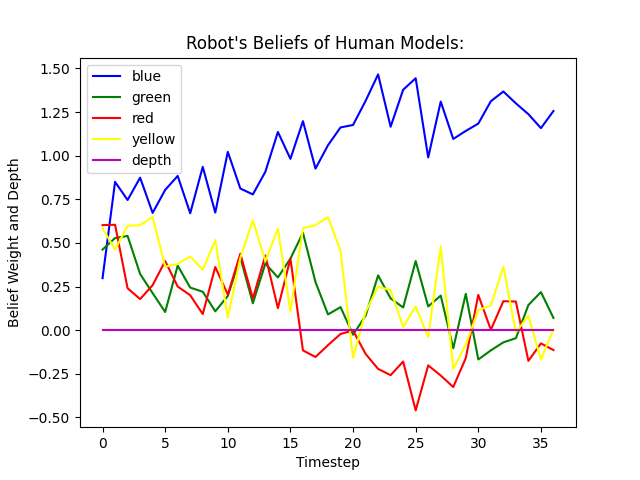 Robot's Beliefs of Human Models:
blue
green
red
yellow
depth
1.50
1.25
1.00
0.75
0.50
0.25
0.00
−0.25
−0.50
Belief Weight and Depth
0 5 10 15 20 25 30 35
Timestep